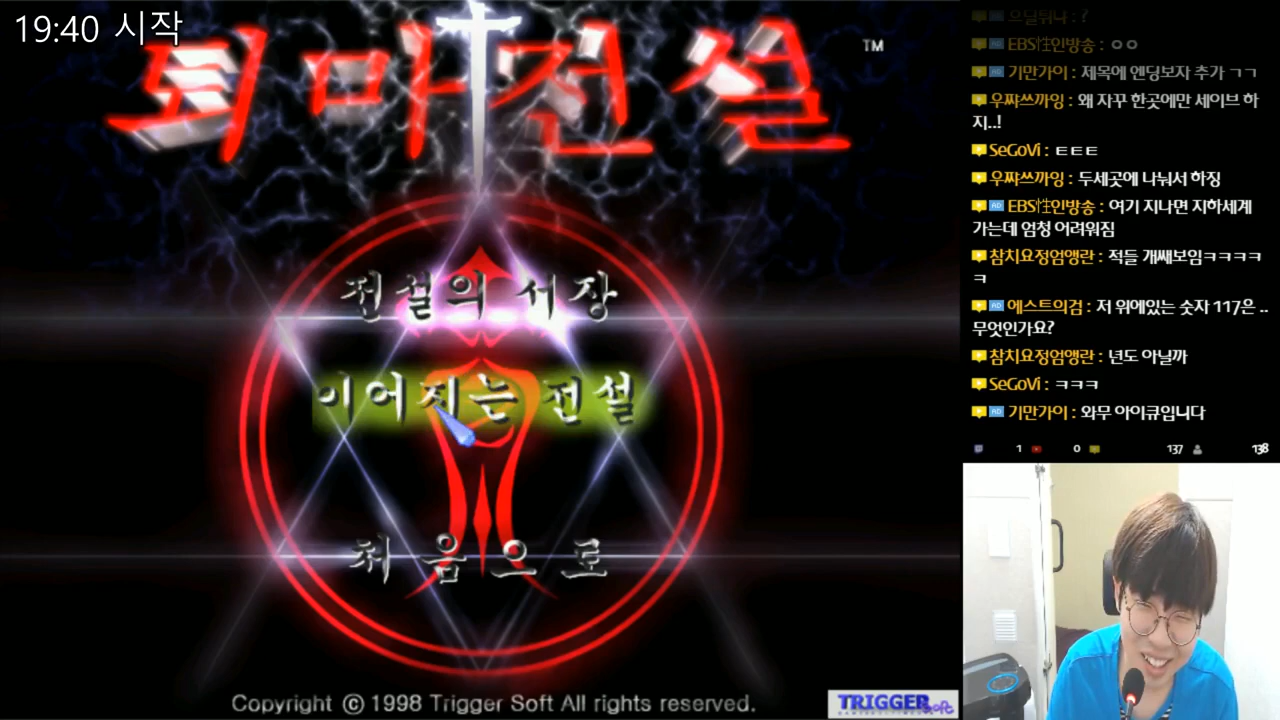 19:40 시작
퇴마전설
TM
전설의 서장
이어지는 전설
처음으로
Copyright ⓒ 1998 Trigger Soft All rights reserved.
TRIGGER soft
으딜튀나 : ?
EBS性인방송 : ㅇㅇ
기만가이 : 제목에 엔딩보자 추가 ㄱㄱ
우쨔쓰까잉 : 왜 자꾸 한곳에만 세이브 하
지..!
SeGoVi : ㅌㅌㅌ
우쨔쓰까잉 : 두세곳에 나눠서 하징
EBS性인방송 : 여기 지나면 지하세계
가는데 엄청 어려워짐
참치요정엄앵란 : 적들 개쎄보임ㅋㅋㅋㅋ
ㅋ
에스트의검 : 저 위에있는 숫자 117은 ..
무엇인가요?
참치요정엄앵란 : 년도 아닐까
SeGoVi : ㅋㅋㅋ
기만가이 : 와무 아이큐입니다
1 0 137 138